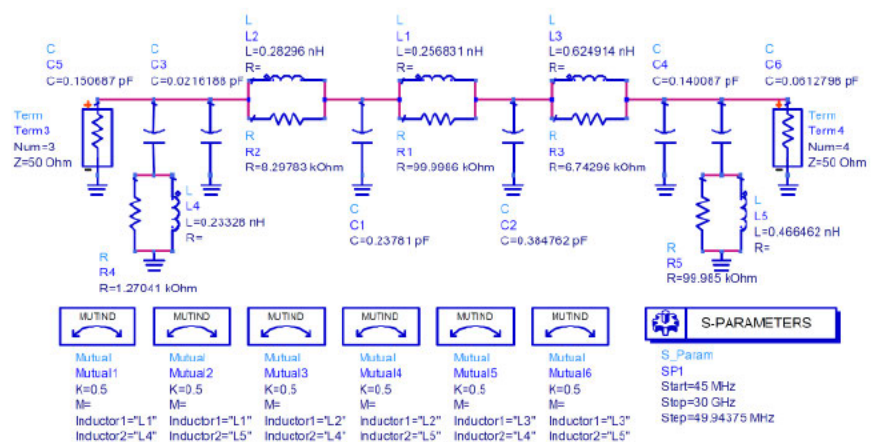 L
L2
L=0.28296 nH
R=
L
L1
L=0.256831 nH
R=
L
L3
L=0.624914 nH
R=
C
C5
C=0.150687 pF
C
C3
C=0.0216188 pF
C
C4
C=0.140087 pF
C
C6
C=0.0612798 pF
Term
Term3
Num=3
Z=50 Ohm
R
R2
R=8.29783 kOhm
R
R1
R=99.9986 kOhm
R
R3
R=6.74296 kOhm
Term
Term4
Num=4
Z=50 Ohm
L
L4
L=0.23328 nH
R=
C
C1
C=0.23781 pF
C
C2
C=0.384762 pF
L
L5
L=0.466462 nH
R=
R
R4
R=1.27041 kOhm
R
R5
R=99.985 kOhm
MUTIND
Mutual
Mutual1
K=0.5
M=
Inductor1="L1"
Inductor2="L4"
MUTIND
Mutual
Mutual2
K=0.5
M=
Inductor1="L1"
Inductor2="L5"
MUTIND
Mutual
Mutual3
K=0.5
M=
Inductor1="L2"
Inductor2="L4"
MUTIND
Mutual
Mutual4
K=0.5
M=
Inductor1="L2"
Inductor2="L5"
MUTIND
Mutual
Mutual5
K=0.5
M=
Inductor1="L3"
Inductor2="L4"
MUTIND
Mutual
Mutual6
K=0.5
M=
Inductor1="L3"
Inductor2="L5"
S-PARAMETERS
S_Param
SP1
Start=45 MHz
Stop=30 GHz
Step=49.94375 MHz